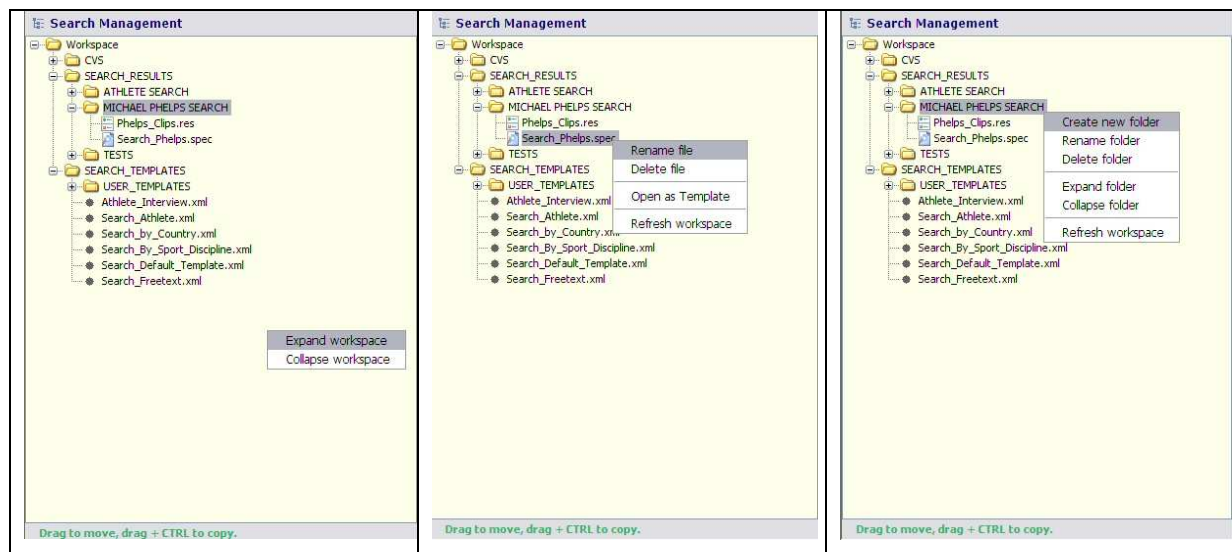 Search Management
Workspace
CVS
SEARCH_RESULTS
ATHLETE SEARCH
MICHAEL PHELPS SEARCH
Phelps_Clips.res
Search_Phelps.spec
TESTS
SEARCH_TEMPLATES
USER_TEMPLATES
Athlete_Interview.xml
Search_Athlete.xml
Search_by_Country.xml
Search_By_Sport_Discipline.xml
Search_Default_Template.xml
Search_Freetext.xml
Expand workspace
Collapse workspace
Drag to move, drag + CTRL to copy.
Search Management
Workspace
CVS
SEARCH_RESULTS
ATHLETE SEARCH
MICHAEL PHELPS SEARCH
Phelps_Clips.res
Search_Phelps.spec
TESTS
SEARCH_TEMPLATES
USER_TEMPLATES
Athlete_Interview.xml
Search_Athlete.xml
Search_by_Country.xml
Search_By_Sport_Discipline.xml
Search_Default_Template.xml
Search_Freetext.xml
Rename file
Delete file
Open as Template
Refresh workspace
Drag to move, drag + CTRL to copy.
Search Management
Workspace
CVS
SEARCH_RESULTS
ATHLETE SEARCH
MICHAEL PHELPS SEARCH
Phelps_Clips.res
Search_Phelps.spec
TESTS
SEARCH_TEMPLATES
USER_TEMPLATES
Athlete_Interview.xml
Search_Athlete.xml
Search_by_Country.xml
Search_By_Sport_Discipline.xml
Search_Default_Template.xml
Search_Freetext.xml
Create new folder
Rename folder
Delete folder
Expand folder
Collapse folder
Refresh workspace
Drag to move, drag + CTRL to copy.